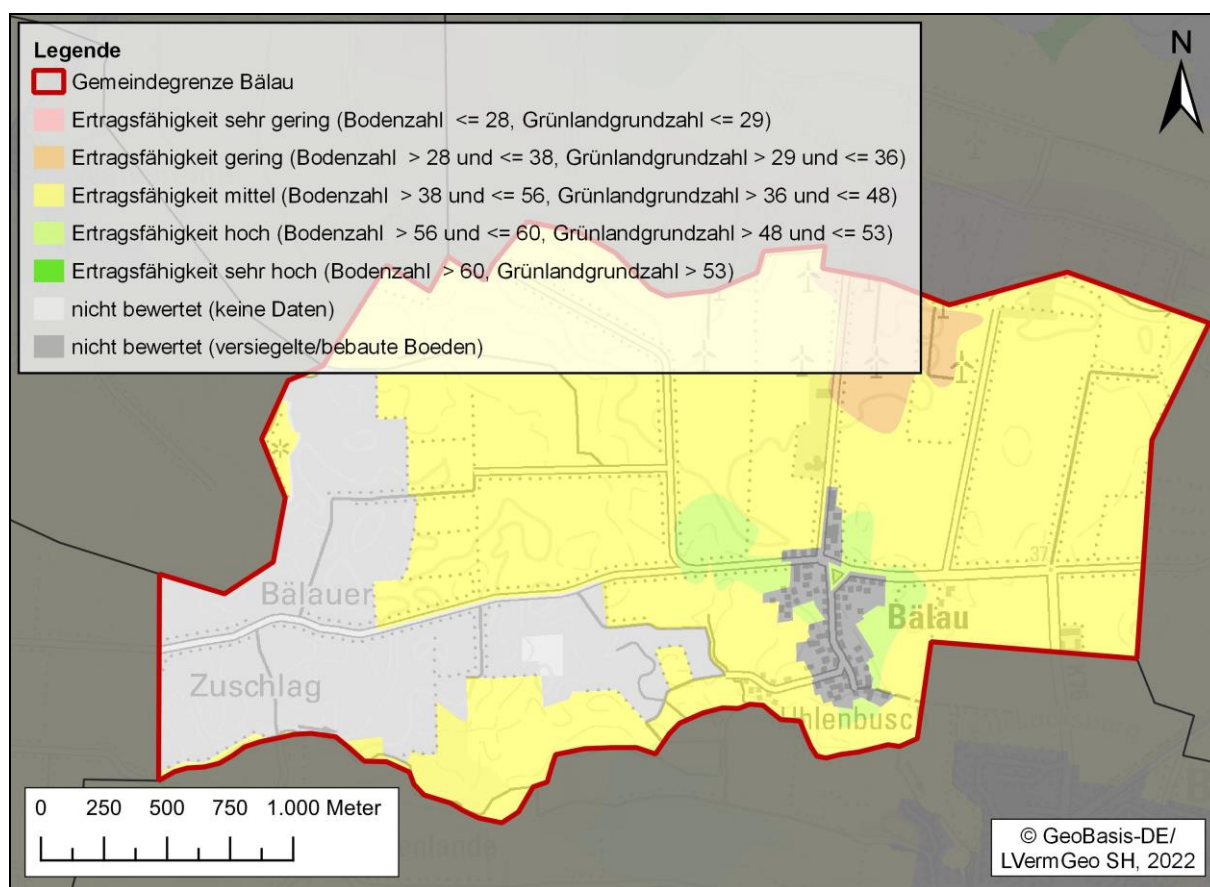 Legende
Gemeindegrenze Bälau
Ertragsfähigkeit sehr gering (Bodenzahl <= 28, Grünlandgrundzahl <= 29)
Ertragsfähigkeit gering (Bodenzahl > 28 und <= 38, Grünlandgrundzahl > 29 und <= 36)
Ertragsfähigkeit mittel (Bodenzahl > 38 und <= 56, Grünlandgrundzahl > 36 und <= 48)
Ertragsfähigkeit hoch (Bodenzahl > 56 und <= 60, Grünlandgrundzahl > 48 und <= 53)
Ertragsfähigkeit sehr hoch (Bodenzahl > 60, Grünlandgrundzahl > 53)
nicht bewertet (keine Daten)
nicht bewertet (versiegelte/bebaute Boeden)
N
37
Bälauer
Zuschlag
Bälau
Uhlenbusc
0 250 500 750 1.000 Meter
© GeoBasis-DE/
LVermGeo SH, 2022